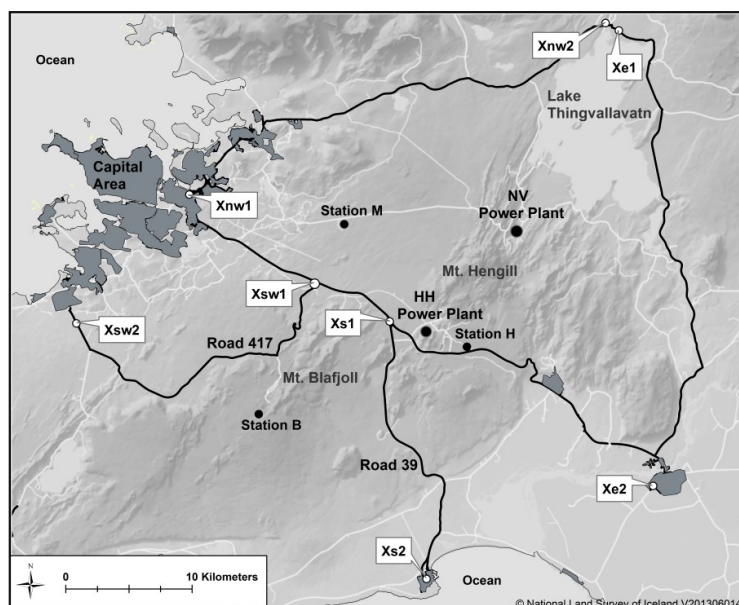 Ocean
Xnw2
Xe1
Lake
Thingvallavatn
Capital
Area
Xnw1
Station M
NV
Power Plant
Mt. Hengill
Xsw1
HH
Power Plant
Xs1
Xsw2
Station H
Road 417
Mt. Blafjoll
Station B
Road 39
Xe2
Xs2
N
0
10 Kilometers
Ocean
© National Land Survey of Iceland V20130601